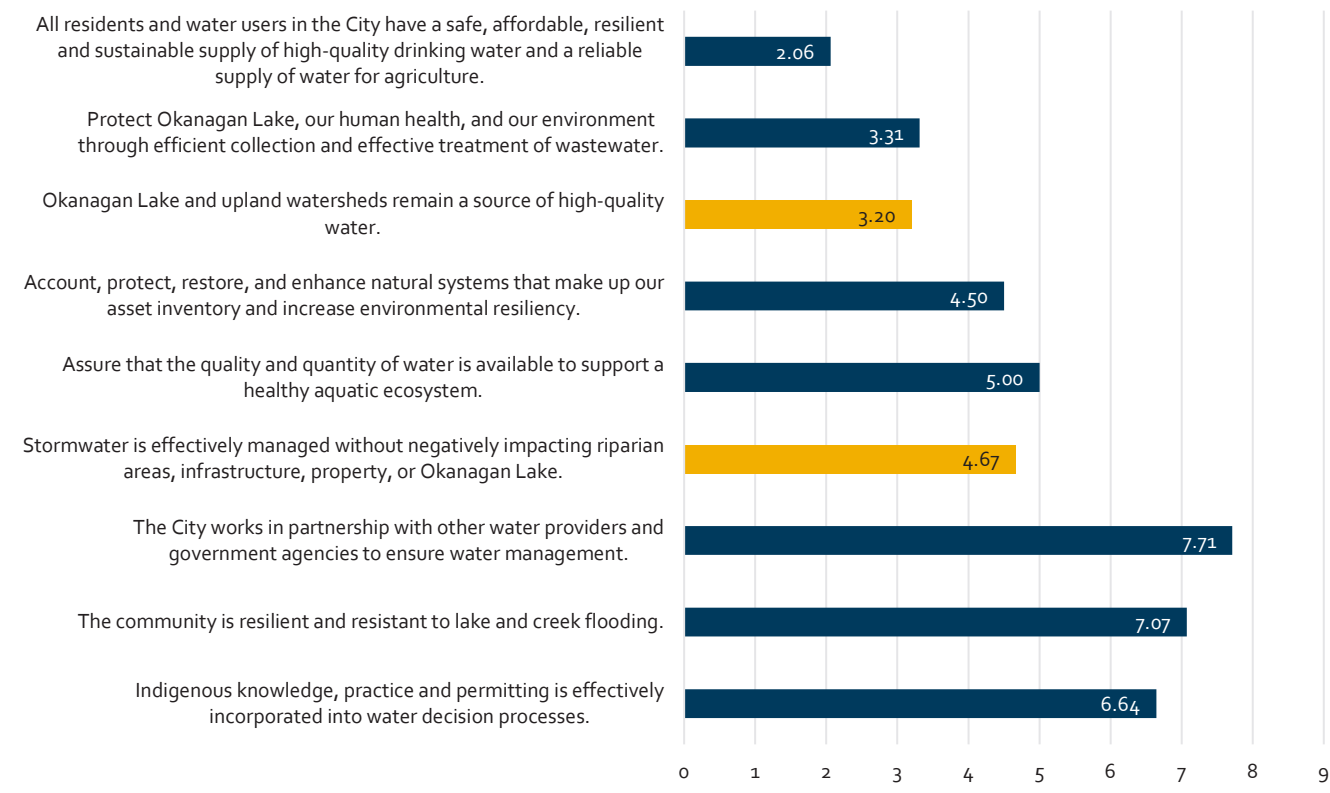 All residents and water users in the City have a safe, affordable, resilient
and sustainable supply of high-quality drinking water and a reliable
supply of water for agriculture.
2.06
Protect Okanagan Lake, our human health, and our environment
through efficient collection and effective treatment of wastewater.
3.31
Okanagan Lake and upland watersheds remain a source of high-quality
water.
3.20
Account, protect, restore, and enhance natural systems that make up our
asset inventory and increase environmental resiliency.
4.50
Assure that the quality and quantity of water is available to support a
healthy aquatic ecosystem.
5.00
Stormwater is effectively managed without negatively impacting riparian
areas, infrastructure, property, or Okanagan Lake.
4.67
The City works in partnership with other water providers and
government agencies to ensure water management.
7.71
The community is resilient and resistant to lake and creek flooding.
7.07
Indigenous knowledge, practice and permitting is effectively
incorporated into water decision processes.
6.64
0 1 2 3 4 5 6 7 8 9